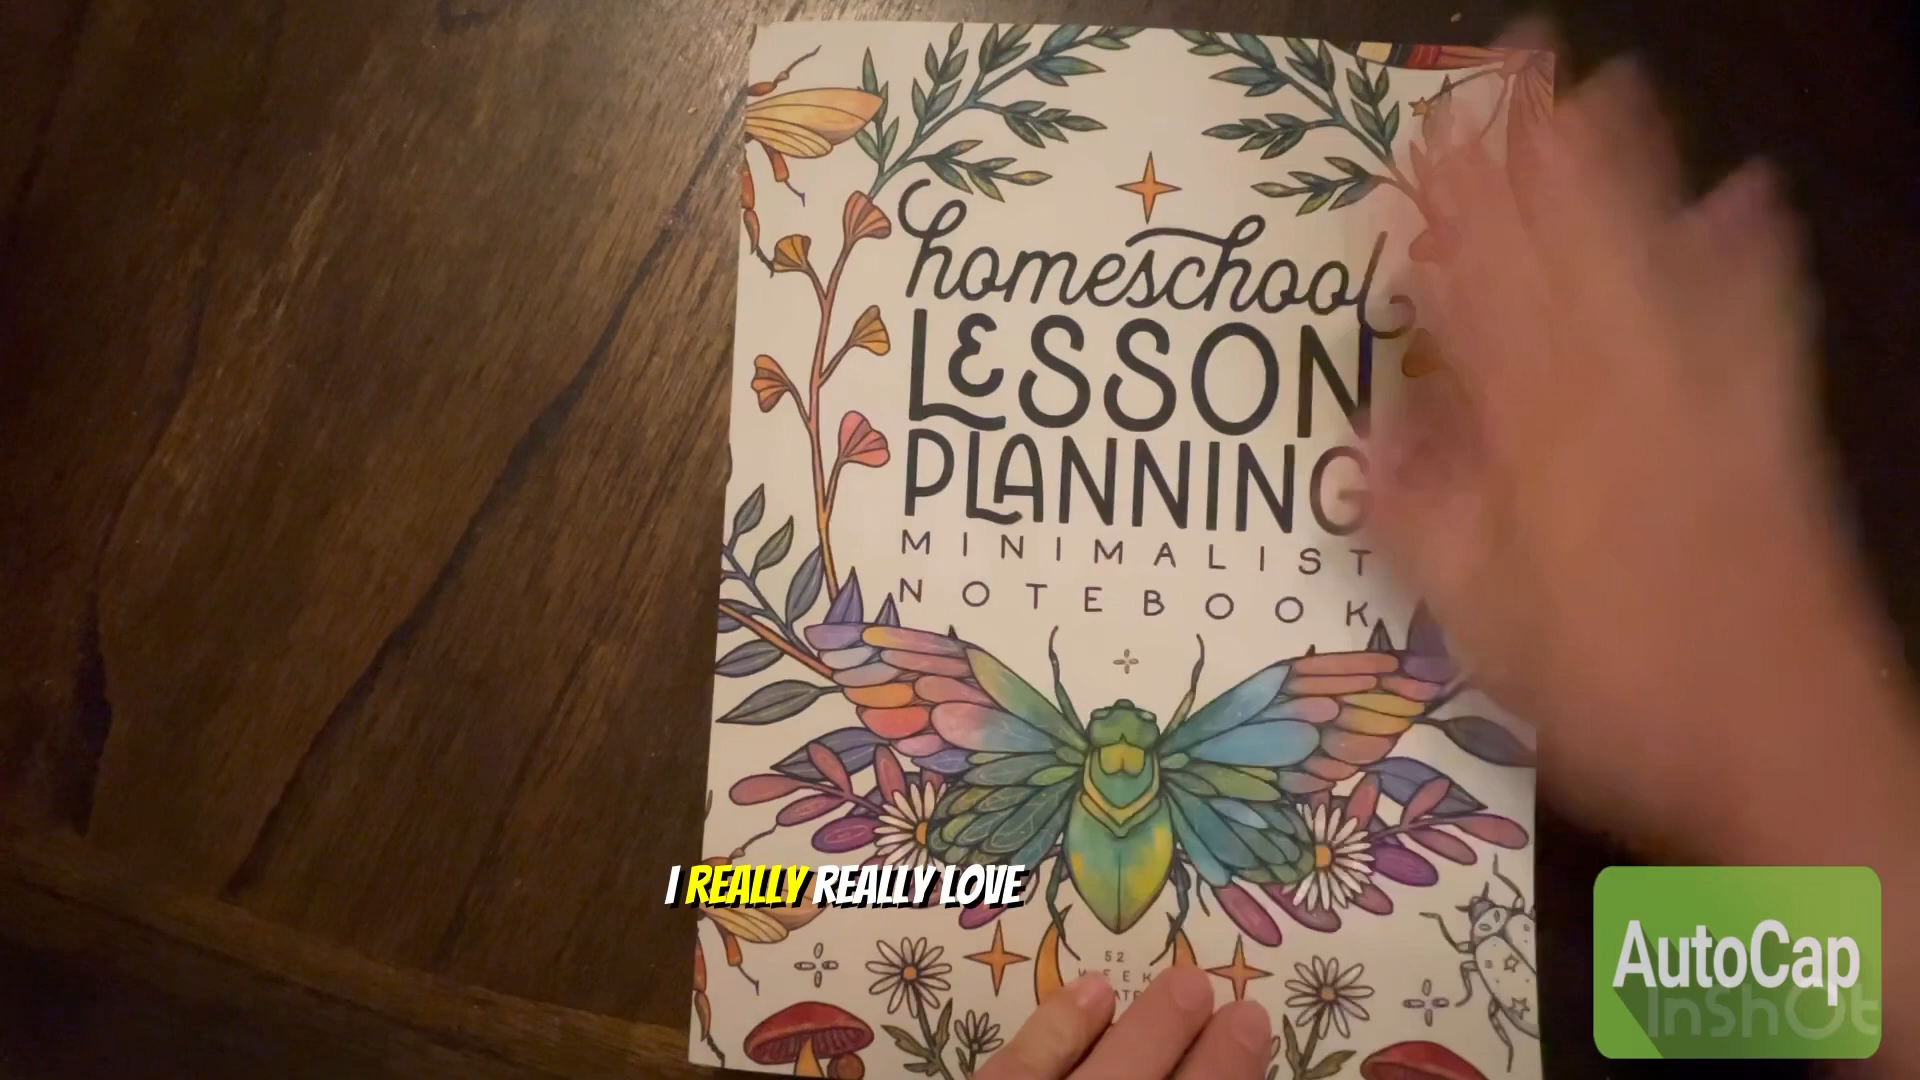 homeschool
LESSON
PLANNING
MINIMALIST
NOTEBOOK
I REALLY REALLY LOVE
52
AutoCap
InShOt